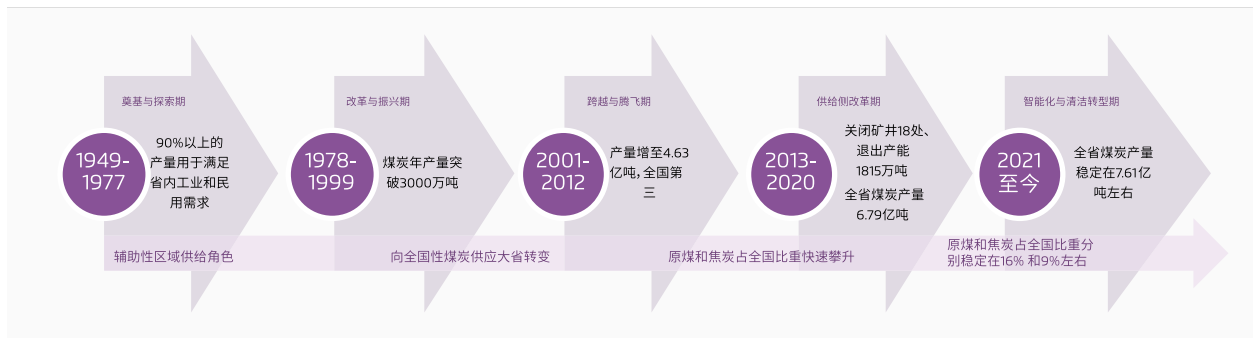 奠基与探索期
1949-
1977
90%以上的
产量用于满足
省内工业和民
用需求
改革与振兴期
1978-
1999
煤炭年产量突
破3000万吨
跨越与腾飞期
2001-
2012
产量增至4.63
亿吨，全国第
三
供给侧改革期
2013-
2020
关闭矿井18处、
退出产能
1815万吨
全省煤炭产量
6.79亿吨
智能化与清洁转型期
2021
至今
全省煤炭产量
稳定在7.61亿
吨左右
辅助性区域供给角色
向全国性煤炭供应大省转变
原煤和焦炭占全国比重快速攀升
原煤和焦炭占全国比重分
别稳定在16% 和9%左右